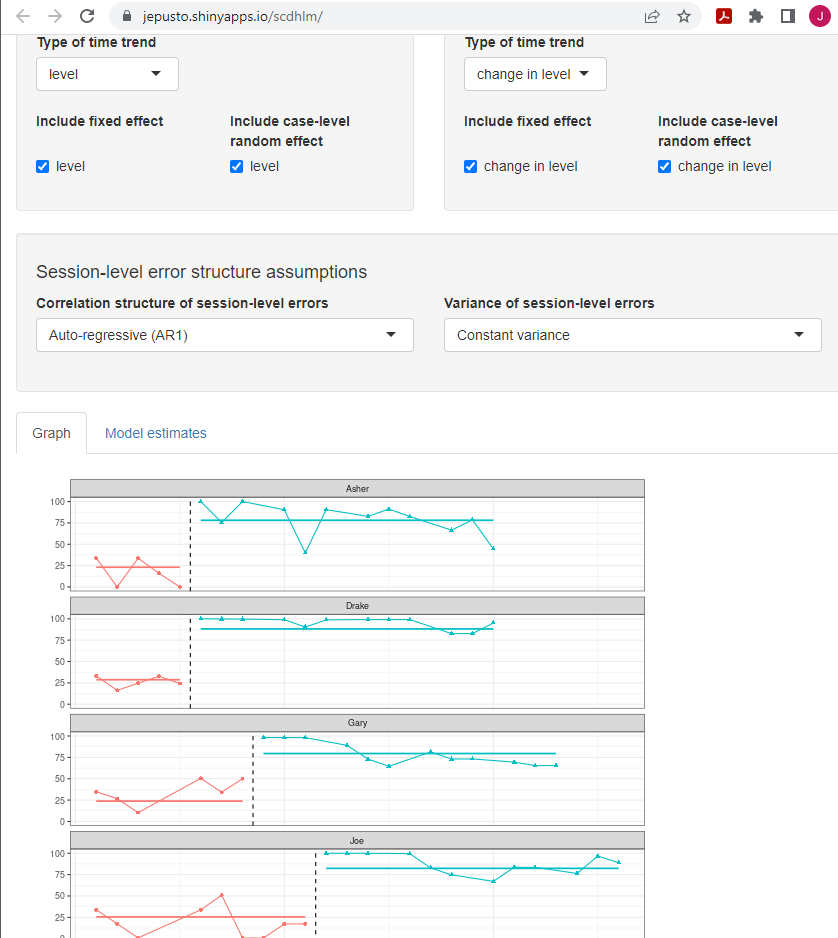 jepusto.shinyapps.io/scdhlm/
J
Type of time trend
Type of time trend
level
change in level
Include fixed effect
Include case-level
random effect
Include fixed effect
Include case-level
random effect
level
level
change in level
change in level
Session-level error structure assumptions
Correlation structure of session-level errors
Variance of session-level errors
Auto-regressive (AR1)
Constant variance
Graph
Model estimates
Asher
100
75
50
25
0
Drake
100
75
50
25
0
Gary
100
75
50
25
0
Joe
100
75
50
25
0